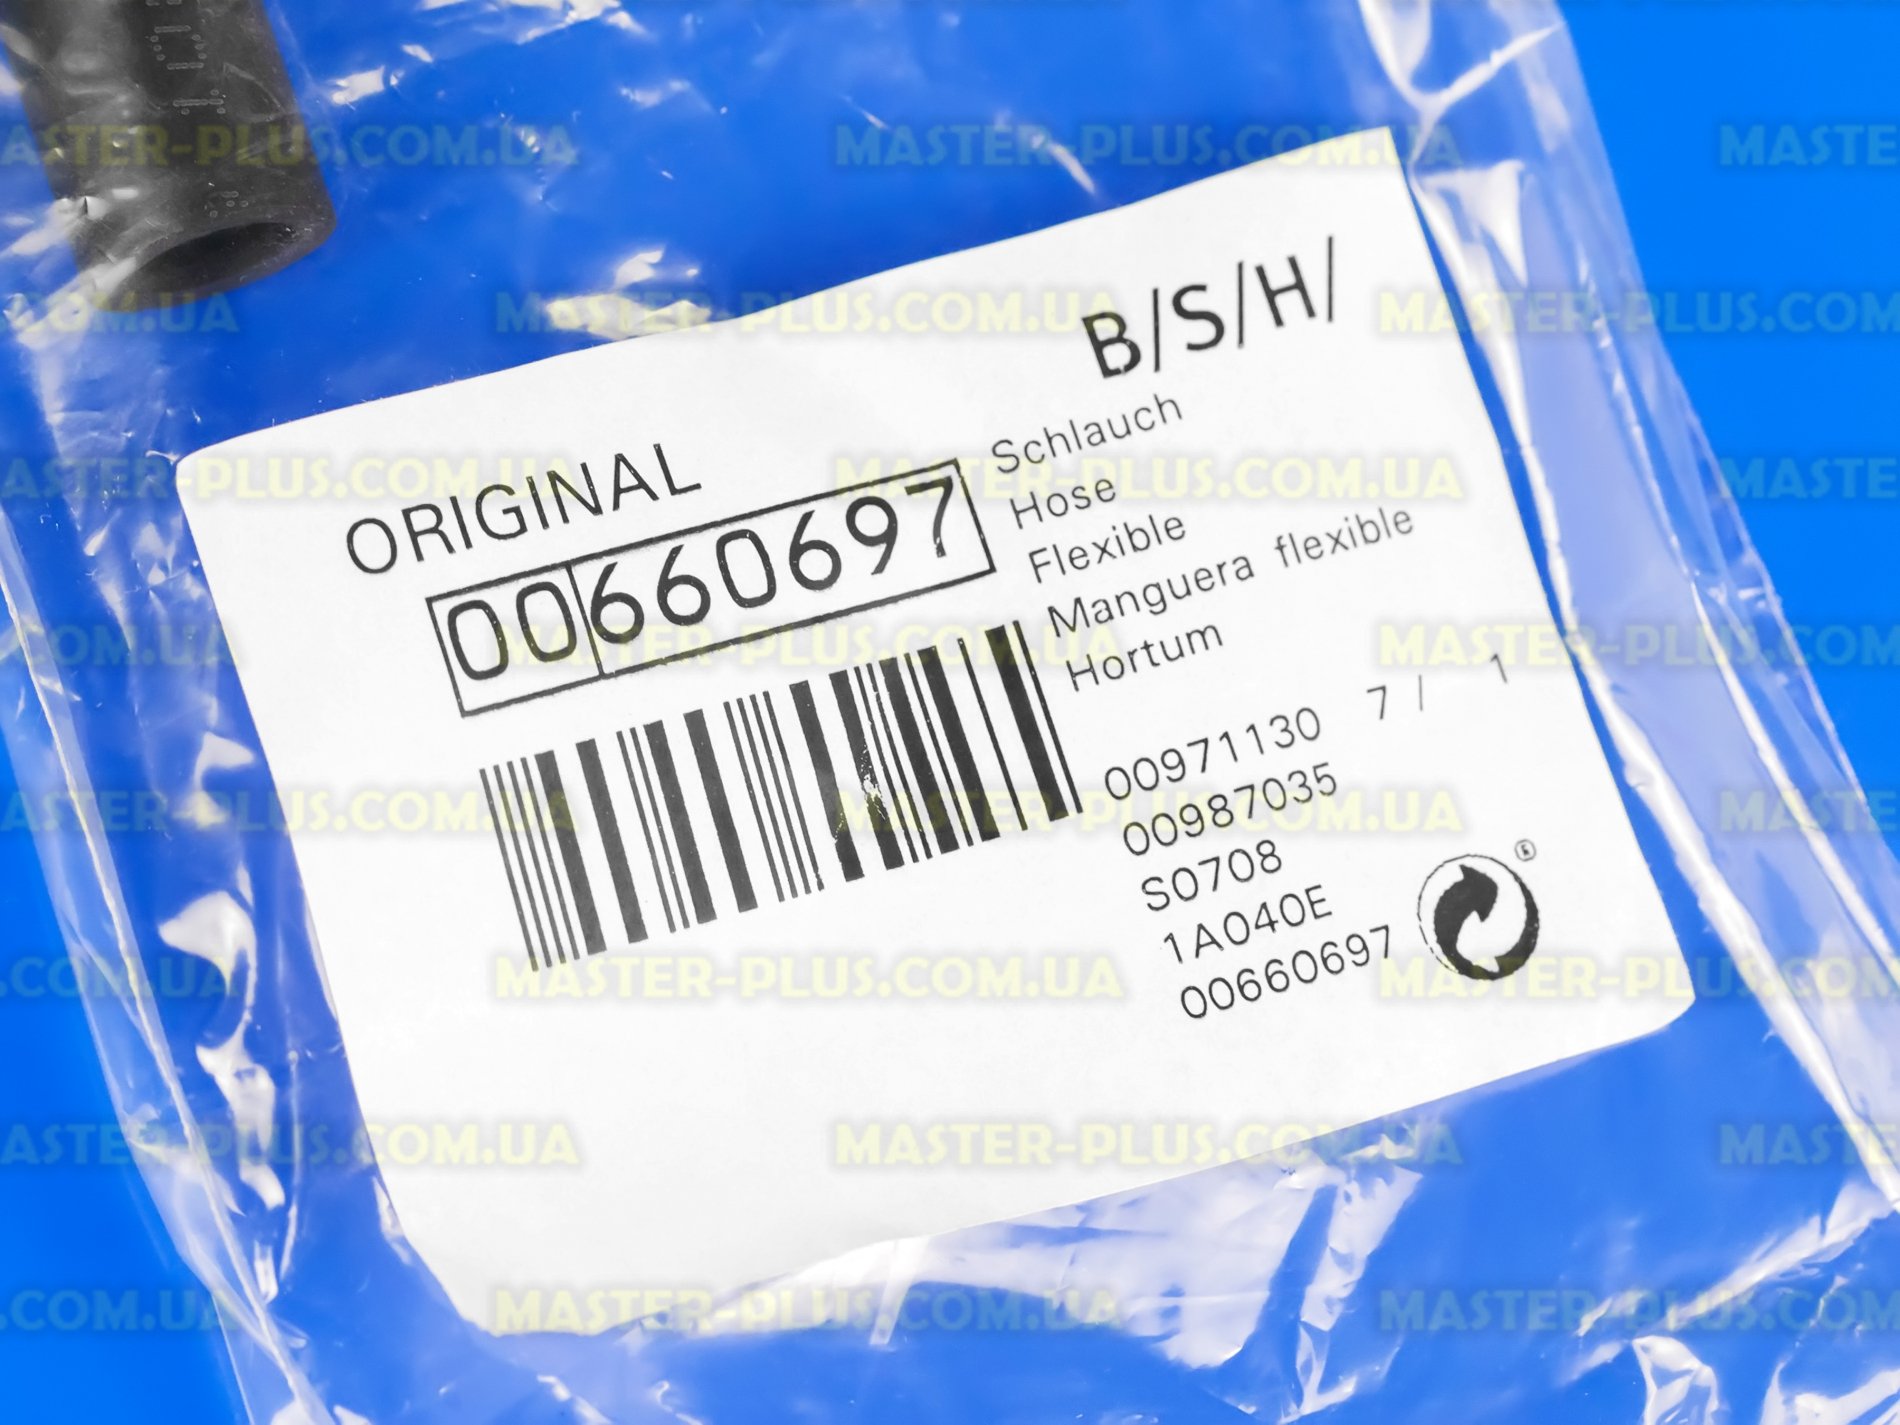 B/S/H/
ORIGINAL
00660697
Schlauch
Hose
Flexible
Manguera flexible
Hortum
00971130 7 / 1
00987035
S0708
1A040E
00660697
MASTER-PLUS.COM.UA